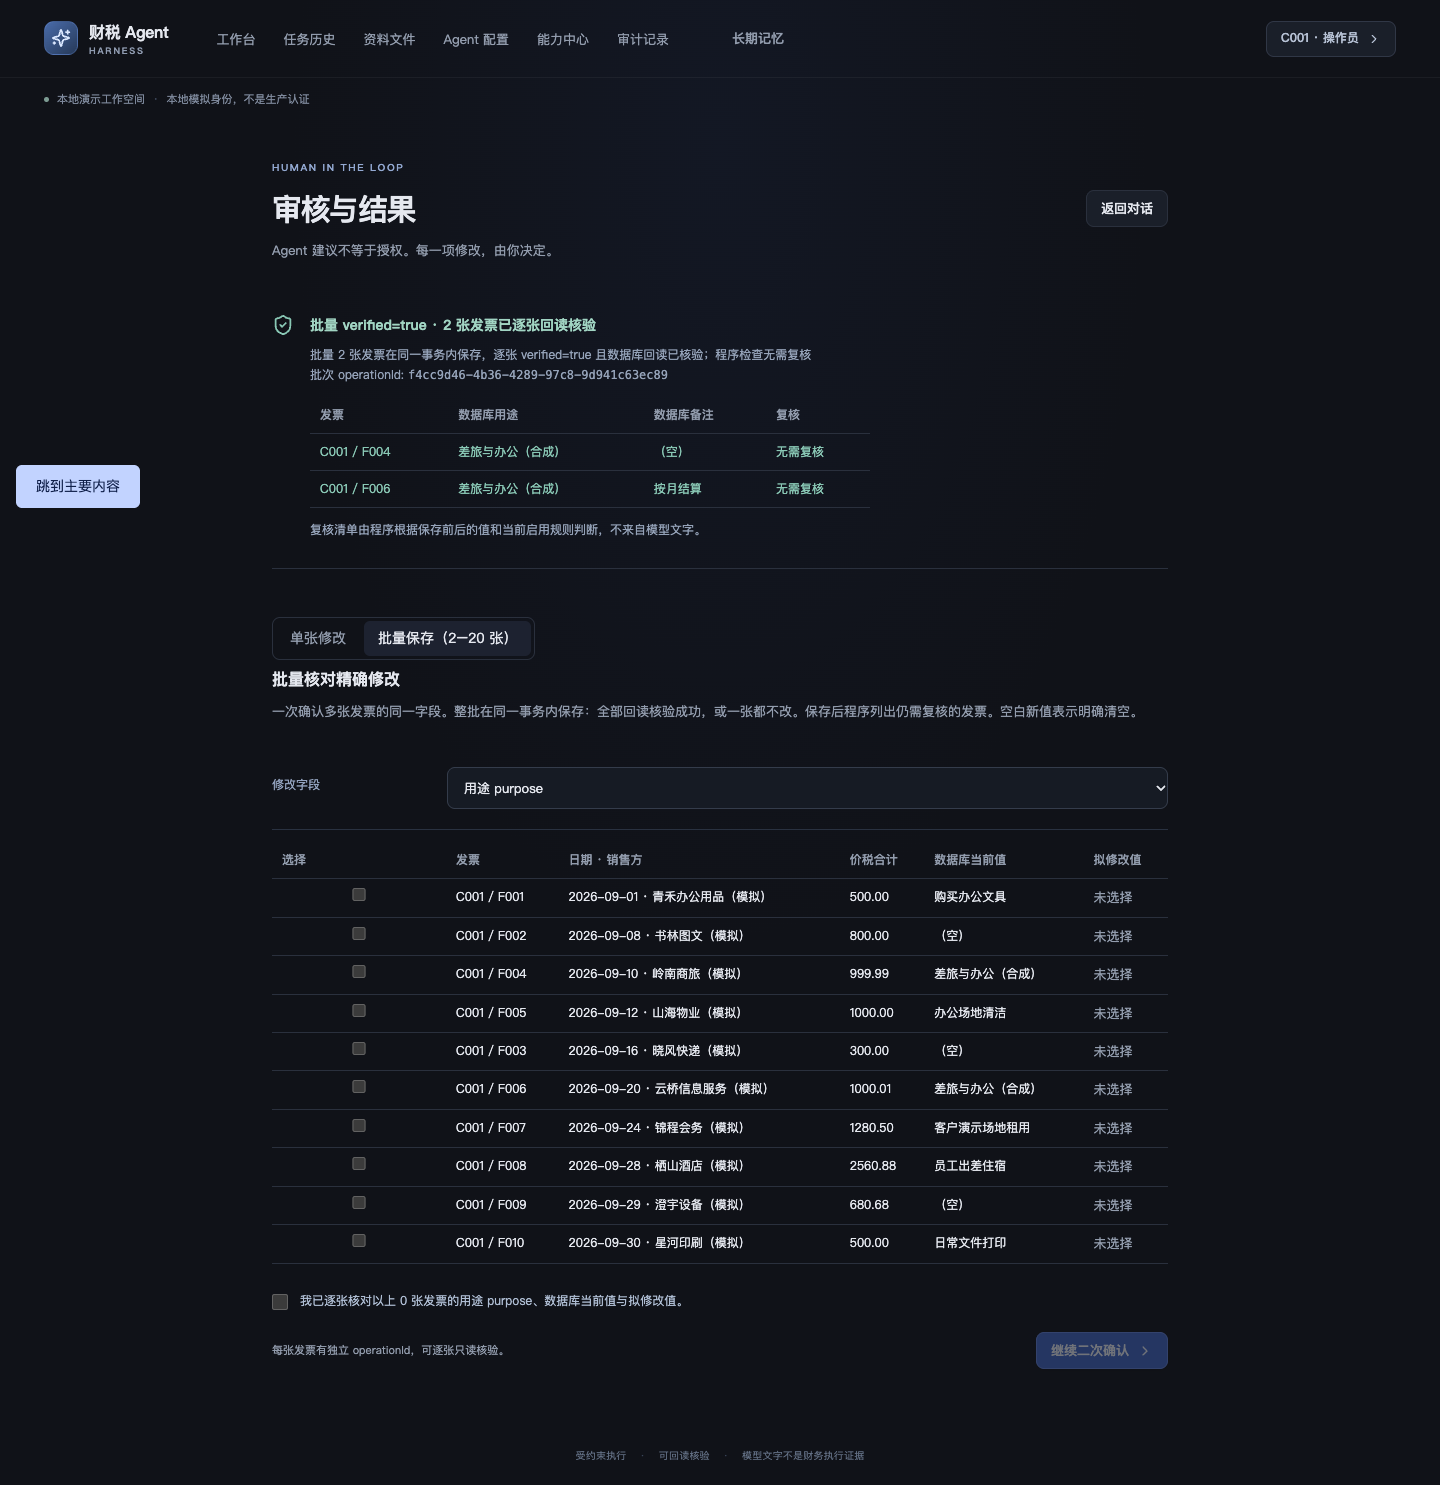 财税 Agent
HARNESS
工作台 任务历史 资料文件 Agent 配置 能力中心 审计记录 长期记忆
C001 · 操作员
本地演示工作空间 · 本地模拟身份，不是生产认证
HUMAN IN THE LOOP
审核与结果
返回对话
Agent 建议不等于授权。每一项修改，由你决定。
批量 verified=true · 2 张发票已逐张回读核验
批量 2 张发票在同一事务内保存，逐张 verified=true 且数据库回读已核验；程序检查无需复核
批次 operationId: f4cc9d46-4b36-4289-97c8-9d941c63ec89
发票 数据库用途 数据库备注 复核
C001 / F004 差旅与办公（合成） （空） 无需复核
跳到主要内容
C001 / F006 差旅与办公（合成） 按月结算 无需复核
复核清单由程序根据保存前后的值和当前启用规则判断，不来自模型文字。
单张修改 批量保存（2—20 张）
批量核对精确修改
一次确认多张发票的同一字段。整批在同一事务内保存：全部回读核验成功，或一张都不改。保存后程序列出仍需复核的发票。空白新值表示明确清空。
修改字段 用途 purpose
选择 发票 日期 · 销售方 价税合计 数据库当前值 拟修改值
C001 / F001 2026-09-01 · 青禾办公用品（模拟） 500.00 购买办公文具 未选择
C001 / F002 2026-09-08 · 书林图文（模拟） 800.00 （空） 未选择
C001 / F004 2026-09-10 · 岭南商旅（模拟） 999.99 差旅与办公（合成） 未选择
C001 / F005 2026-09-12 · 山海物业（模拟） 1000.00 办公场地清洁 未选择
C001 / F003 2026-09-16 · 晓风快递（模拟） 300.00 （空） 未选择
C001 / F006 2026-09-20 · 云桥信息服务（模拟） 1000.01 差旅与办公（合成） 未选择
C001 / F007 2026-09-24 · 锦程会务（模拟） 1280.50 客户演示场地租用 未选择
C001 / F008 2026-09-28 · 栖山酒店（模拟） 2560.88 员工出差住宿 未选择
C001 / F009 2026-09-29 · 澄宇设备（模拟） 680.68 （空） 未选择
C001 / F010 2026-09-30 · 星河印刷（模拟） 500.00 日常文件打印 未选择
我已逐张核对以上 0 张发票的用途 purpose、数据库当前值与拟修改值。
每张发票有独立 operationId，可逐张只读核验。
继续二次确认
受约束执行 · 可回读核验 · 模型文字不是财务执行证据